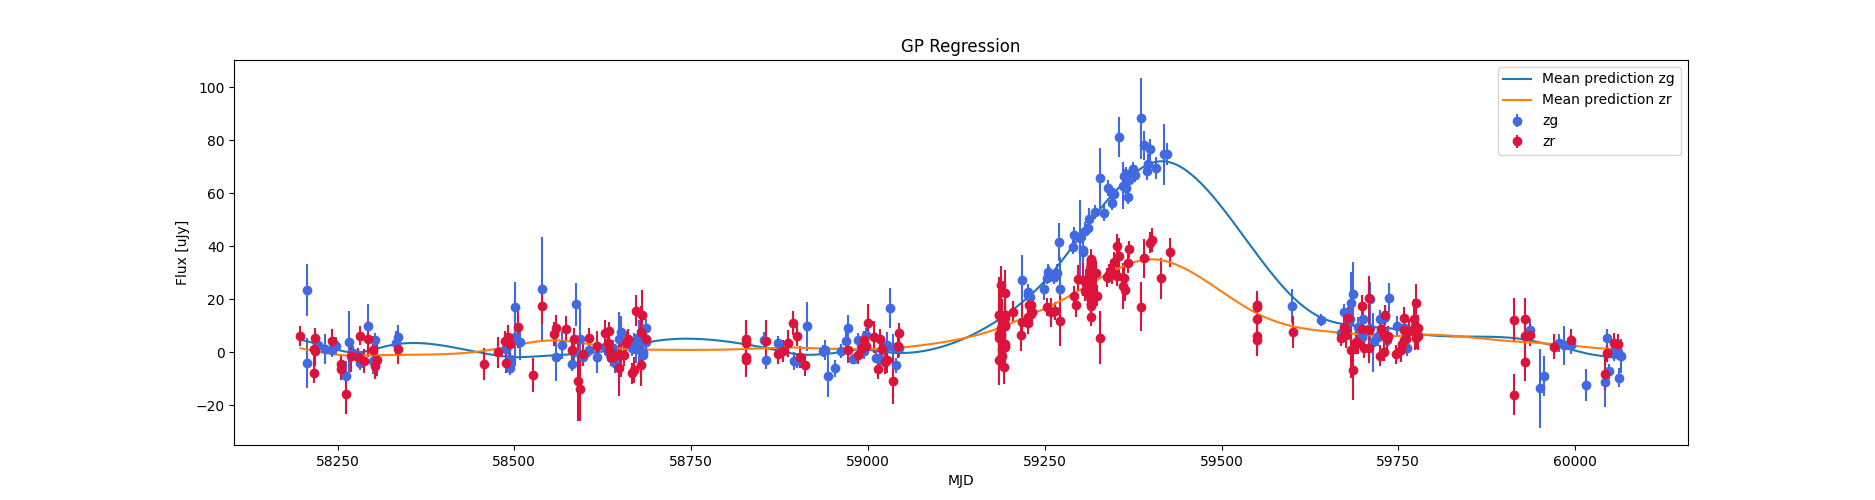 GP Regression
Mean prediction zg
Mean prediction zr
zg
zr
Flux [uJy]
100
80
60
40
20
0
−20
58250
58500
58750
59000
59250
59500
59750
60000
MJD